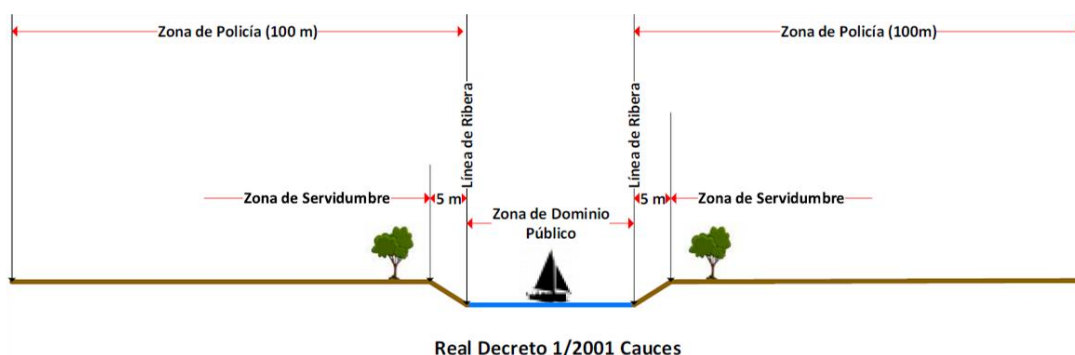 Zona de Policía (100 m)
Zona de Policía (100m)
Línea de Ribera
Línea de Ribera
Zona de Servidumbre
5 m
Zona de Dominio
Público
5 m
Zona de Servidumbre
Real Decreto 1/2001 Cauces